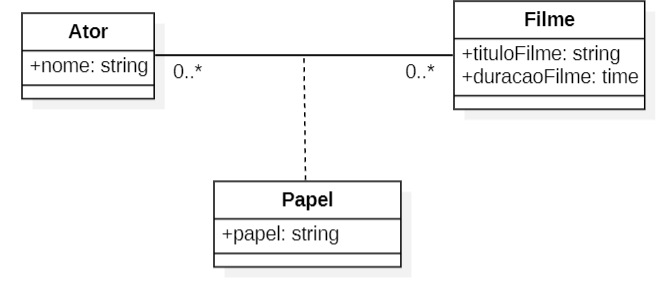 Ator
+nome: string
0..*
0..*
Filme
+tituloFilme: string
+duracaoFilme: time
Papel
+papel: string